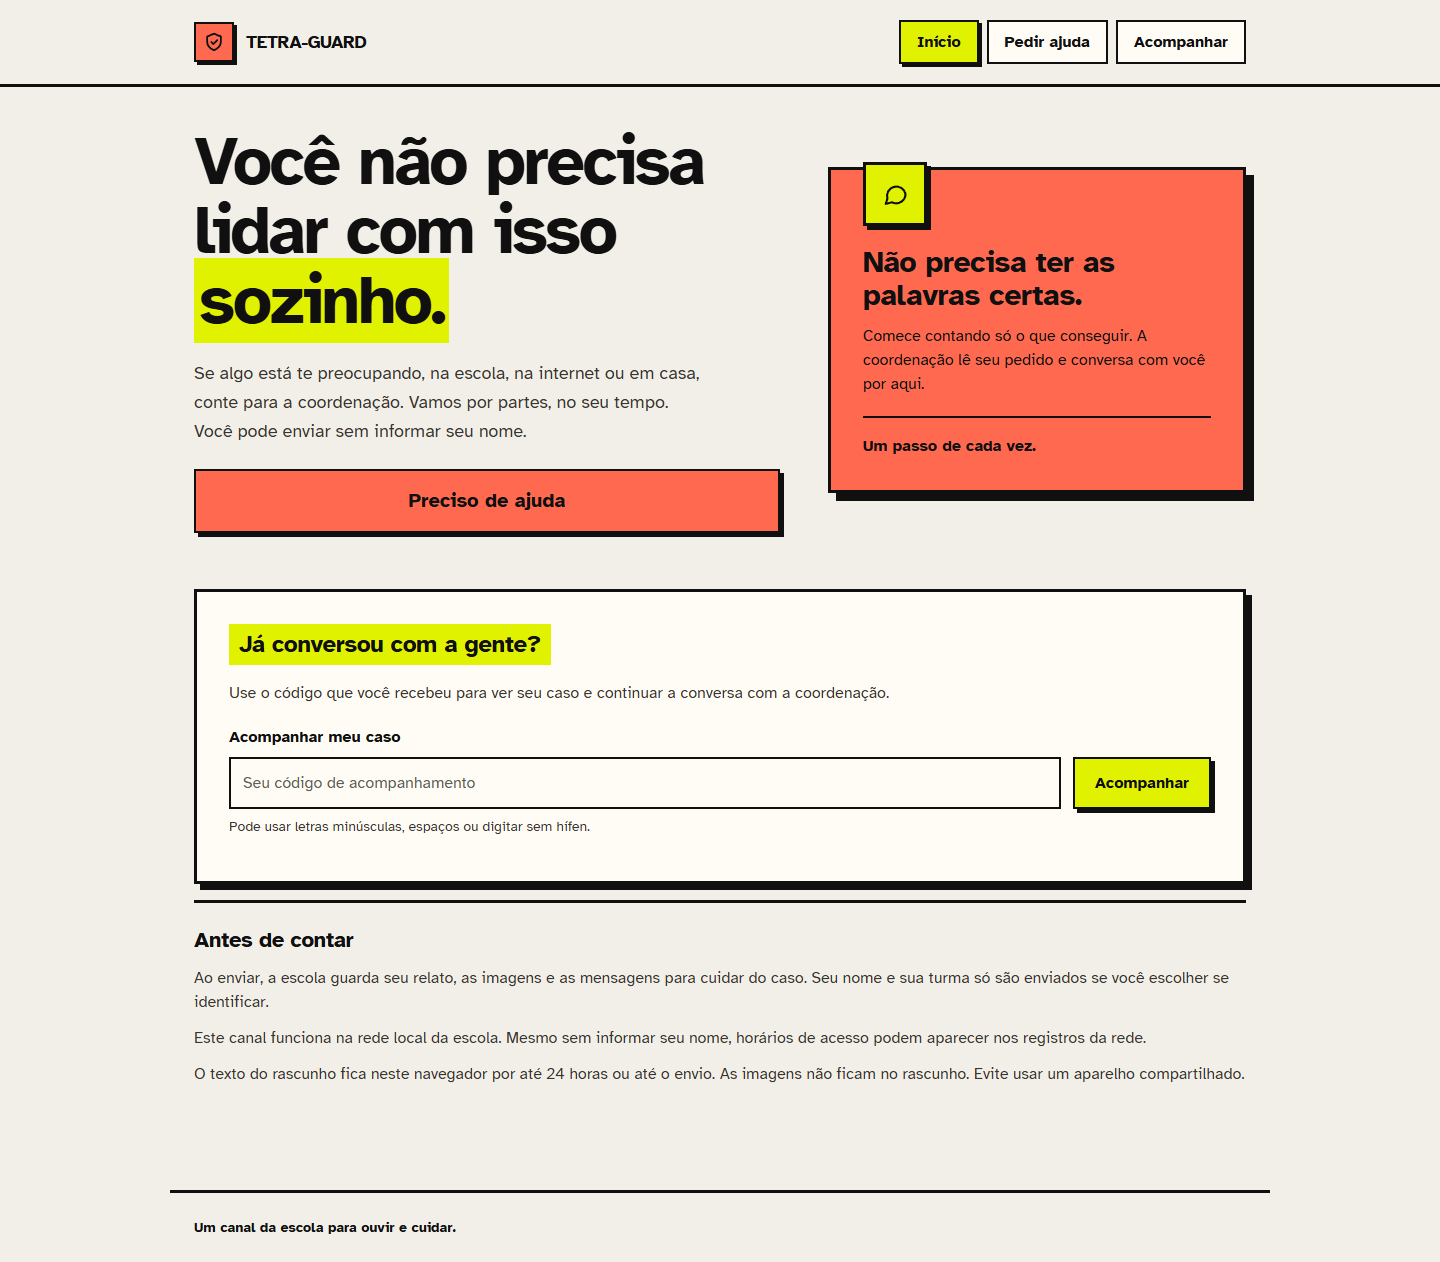 TETRA-GUARD
Início
Pedir ajuda
Acompanhar
Você não precisa
lidar com isso
sozinho.
Se algo está te preocupando, na escola, na internet ou em casa,
conte para a coordenação. Vamos por partes, no seu tempo.
Você pode enviar sem informar seu nome.
Preciso de ajuda
Não precisa ter as
palavras certas.
Comece contando só o que conseguir. A
coordenação lê seu pedido e conversa com você
por aqui.
Um passo de cada vez.
Já conversou com a gente?
Use o código que você recebeu para ver seu caso e continuar a conversa com a coordenação.
Acompanhar meu caso
Seu código de acompanhamento
Acompanhar
Pode usar letras minúsculas, espaços ou digitar sem hífen.
Antes de contar
Ao enviar, a escola guarda seu relato, as imagens e as mensagens para cuidar do caso. Seu nome e sua turma só são enviados se você escolher se
identificar.
Este canal funciona na rede local da escola. Mesmo sem informar seu nome, horários de acesso podem aparecer nos registros da rede.
O texto do rascunho fica neste navegador por até 24 horas ou até o envio. As imagens não ficam no rascunho. Evite usar um aparelho compartilhado.
Um canal da escola para ouvir e cuidar.